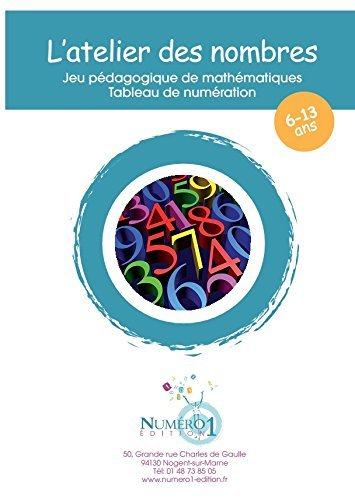 L'atelier des nombres
Jeu pédagogique de mathématiques
Tableau de numération
6-13
ans
NUMÉRO1
ÉDITION
50, Grande rue Charles de Gaulle
94130 Nogent-sur-Marne
Tél: 01 48 73 85 05
www.numero1-edition.fr